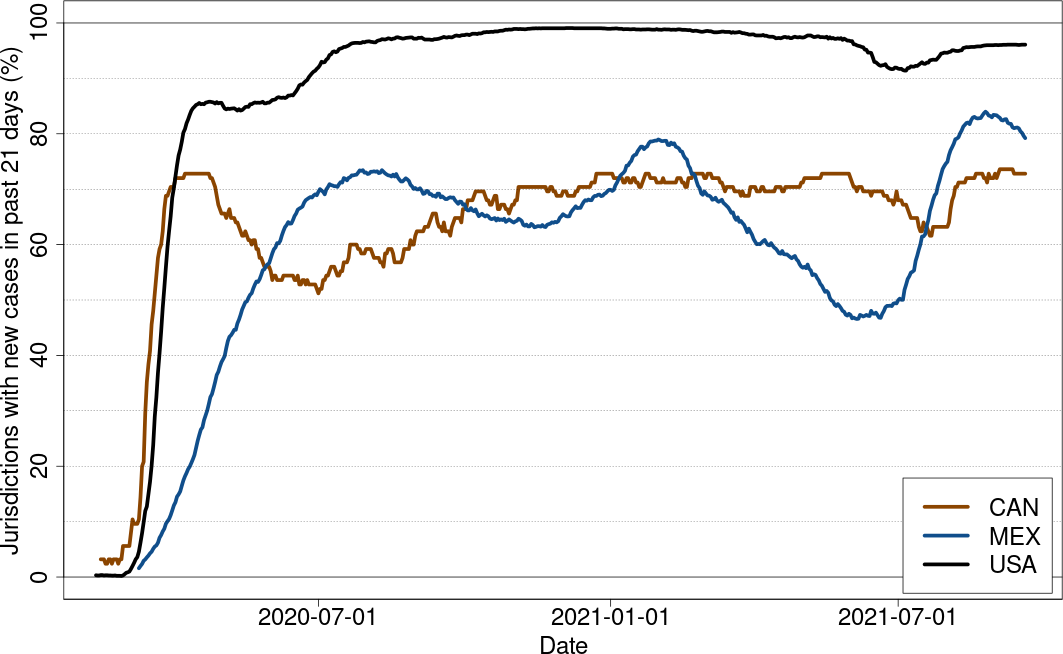 Jurisdictions with new cases in past 21 days (%)
100
80
60
40
20
0
CAN
MEX
USA
2020-07-01 2021-01-01 2021-07-01
Date